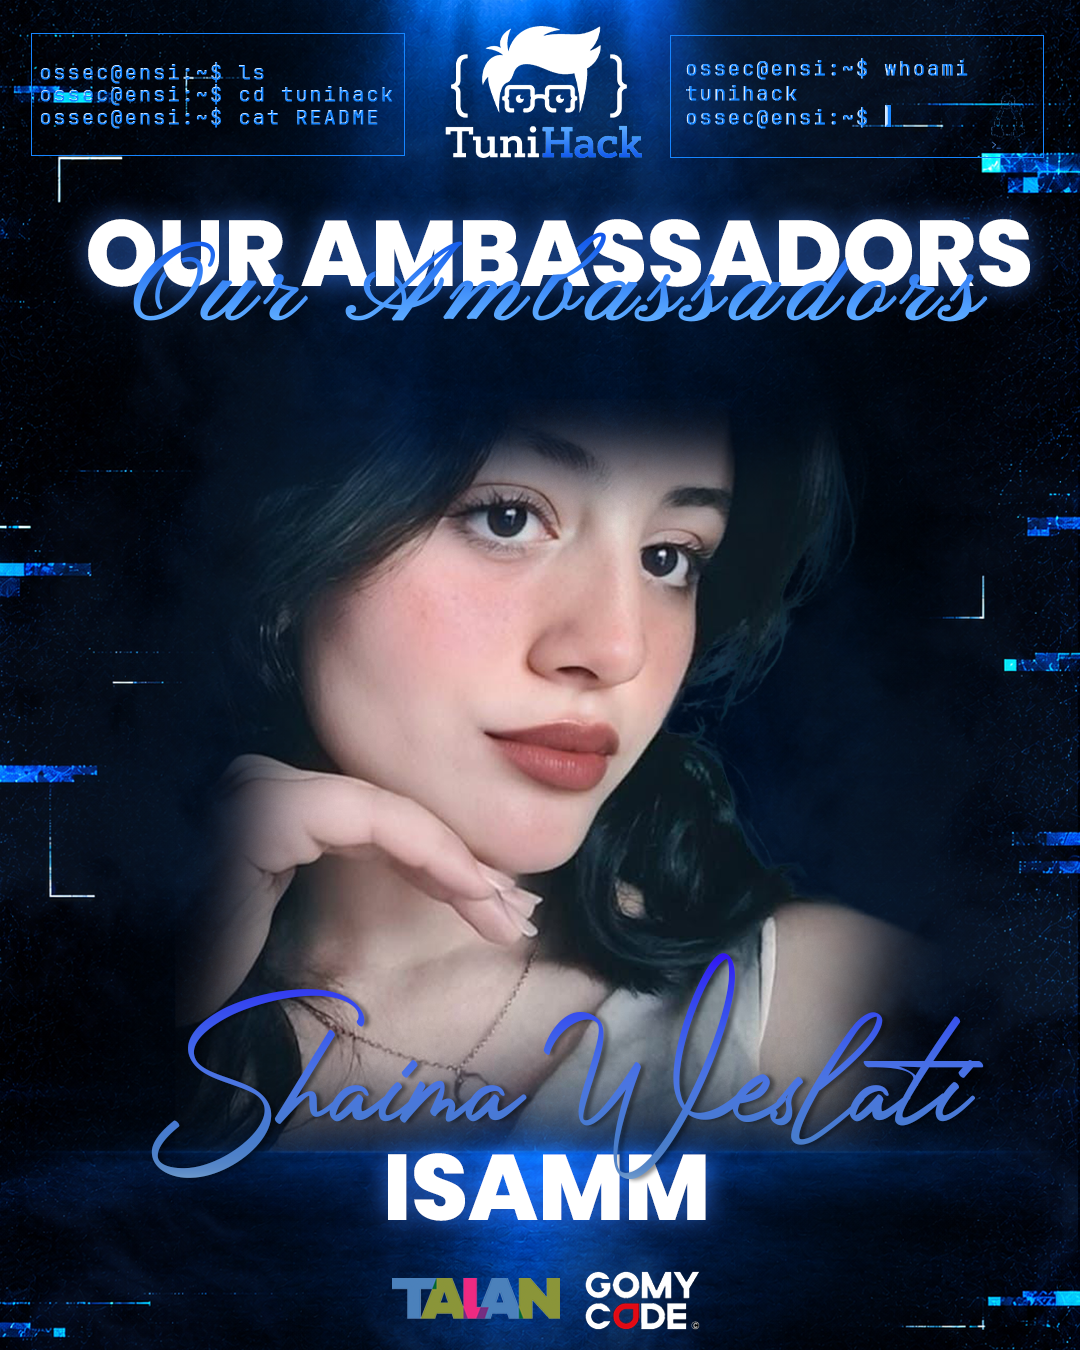 ossec@ensi:~$ ls
ossec@ensi:~$ cd tunihack
ossec@ensi:~$ cat README
{ }
TuniHack
ossec@ensi:~$ whoami
tunihack
ossec@ensi:~$
OUR AMBASSADORS
Our Ambassadors
Shaima Weslati
ISAMM
TALAN
GOMY
CODE ©